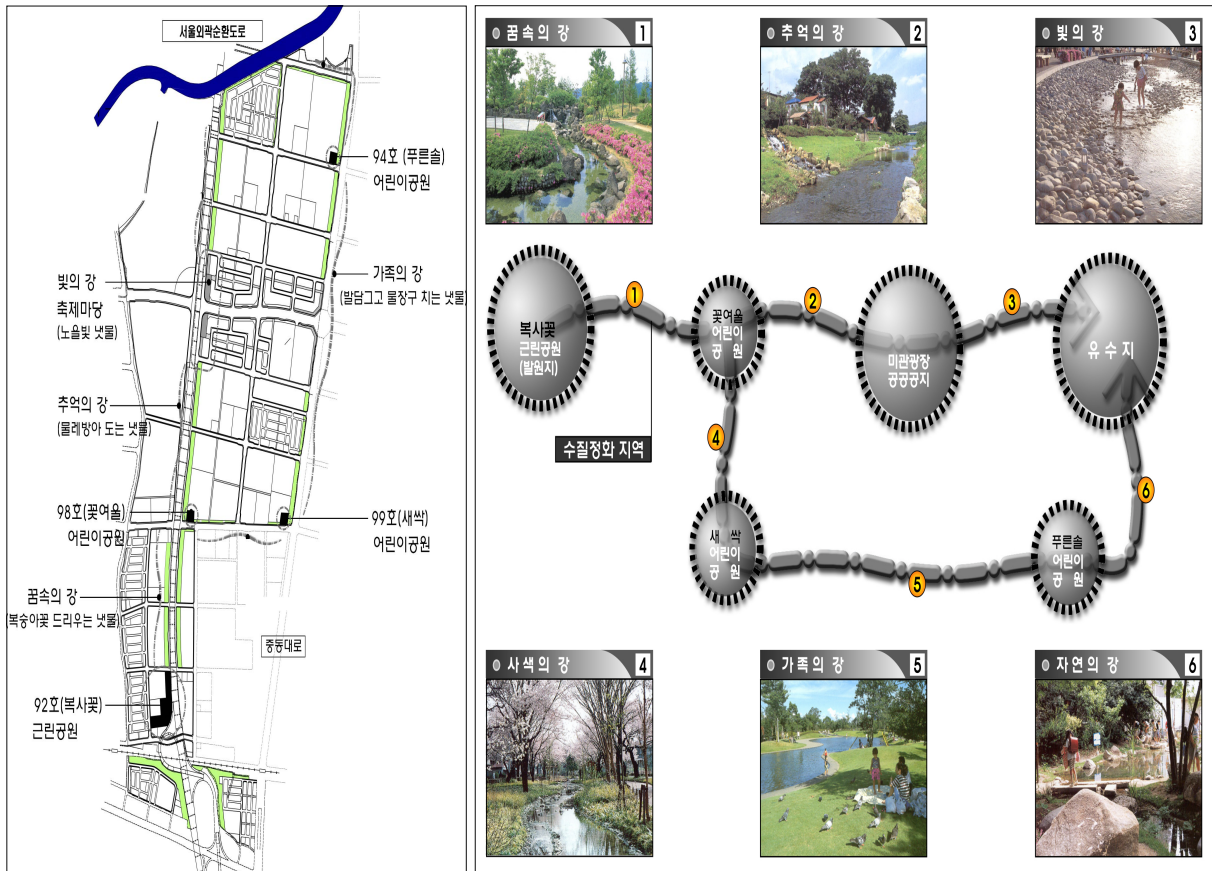 서울외곽순환도로
94호 (푸른솔)
어린이공원
빛의 강
축제마당
(노을빛 냇물)
가족의 강
(발담그고 물장구 치는 냇물)
추억의 강
(물레방아 도는 냇물)
98호(꽃여울)
어린이공원
99호(새싹)
어린이공원
꿈속의 강
(복숭아꽃 드리우는 냇물)
중동대로
92호(복사꽃)
근린공원
꿈속의 강 1
추억의 강 2
빛의 강 3
1
2
3
복사꽃
근린공원
(발원지)
꽃여울
어린이
공 원
미관광장
공공공지
유수지
수질정화 지역
4
6
새 싹
어린이
공 원
푸른솔
어린이
공 원
5
사색의 강 4
가족의 강 5
자연의 강 6